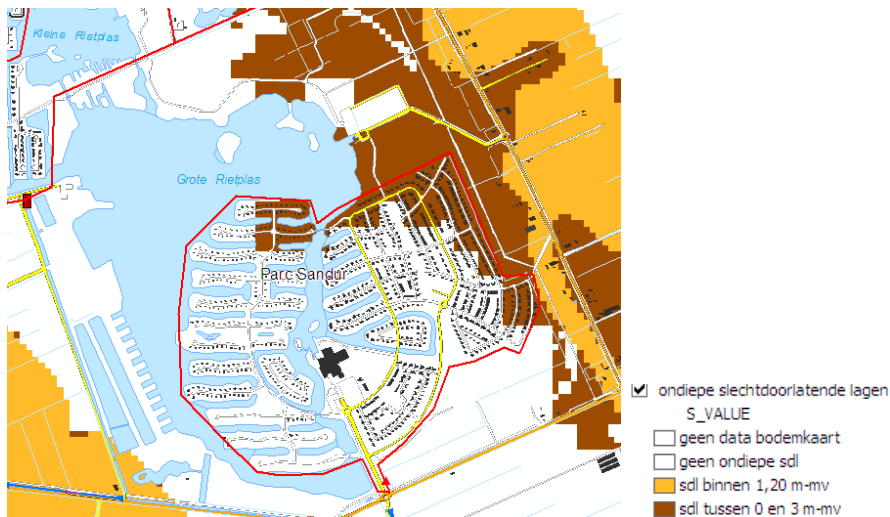 Kleine Rietplas
Grote Rietplas
Parc Sandur
ondiepe slechtdoorlatende lagen
S_VALUE
geen data bodemkaart
geen ondiepe sdl
sdl binnen 1,20 m-mv
sdl tussen 0 en 3 m-mv